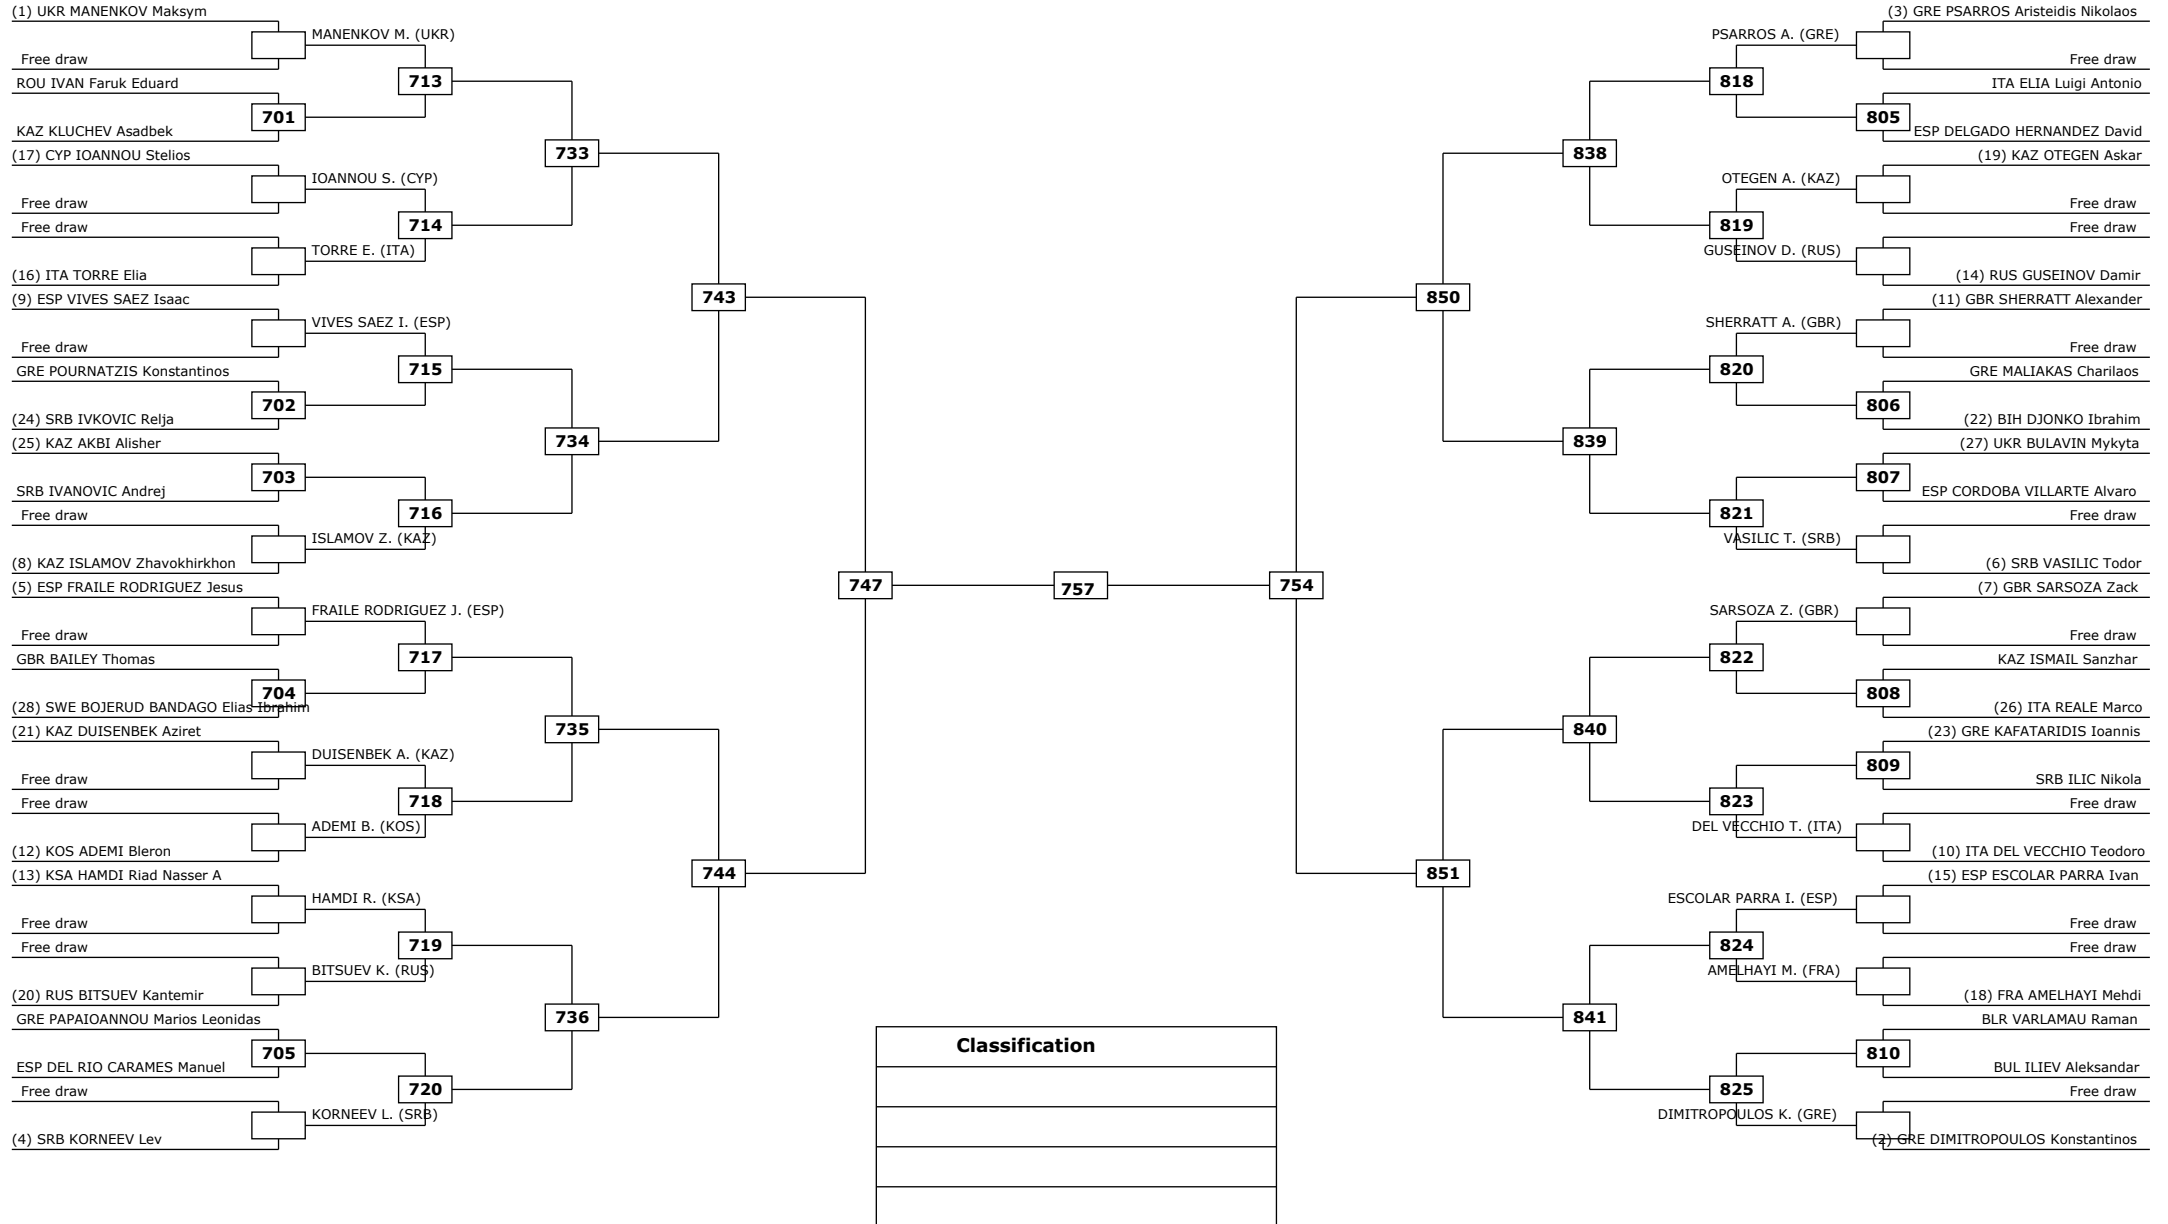 (1) UKR MANENKOV Maksym
MANENKOV M. (UKR)
Free draw
713
ROU IVAN Faruk Eduard
701
KAZ KLUCHEV Asadbek
733
(17) CYP IOANNOU Stelios
IOANNOU S. (CYP)
Free draw
714
Free draw
TORRE E. (ITA)
(16) ITA TORRE Elia
743
(9) ESP VIVES SAEZ Isaac
VIVES SAEZ I. (ESP)
Free draw
715
GRE POURNATZIS Konstantinos
702
(24) SRB IVKOVIC Relja
734
(25) KAZ AKBI Alisher
703
SRB IVANOVIC Andrej
716
Free draw
ISLAMOV Z. (KAZ)
(8) KAZ ISLAMOV Zhavokhirkhon
747
(5) ESP FRAILE RODRIGUEZ Jesus
FRAILE RODRIGUEZ J. (ESP)
Free draw
717
GBR BAILEY Thomas
704
(28) SWE BOJERUD BANDAGO Elias Ibrahim
735
(21) KAZ DUISENBEK Aziret
DUISENBEK A. (KAZ)
Free draw
718
Free draw
ADEMI B. (KOS)
(12) KOS ADEMI Bleron
744
(13) KSA HAMDI Riad Nasser A
HAMDI R. (KSA)
Free draw
719
Free draw
BITSUEV K. (RUS)
(20) RUS BITSUEV Kantemir
736
GRE PAPAIOANNOU Marios Leonidas
705
ESP DEL RIO CARAMES Manuel
720
Free draw
KORNEEV L. (SRB)
(4) SRB KORNEEV Lev
757
Classification
(3) GRE PSARROS Aristeidis Nikolaos
PSARROS A. (GRE)
Free draw
818
ITA ELIA Luigi Antonio
805
ESP DELGADO HERNANDEZ David
838
(19) KAZ OTEGEN Askar
OTEGEN A. (KAZ)
Free draw
819
Free draw
GUSEINOV D. (RUS)
(14) RUS GUSEINOV Damir
850
(11) GBR SHERRATT Alexander
SHERRATT A. (GBR)
Free draw
820
GRE MALIAKAS Charilaos
806
(22) BIH DJONKO Ibrahim
839
(27) UKR BULAVIN Mykyta
807
ESP CORDOBA VILLARTE Alvaro
821
Free draw
VASILIC T. (SRB)
(6) SRB VASILIC Todor
754
(7) GBR SARSOZA Zack
SARSOZA Z. (GBR)
Free draw
822
KAZ ISMAIL Sanzhar
808
(26) ITA REALE Marco
840
(23) GRE KAFATARIDIS Ioannis
809
SRB ILIC Nikola
823
Free draw
DEL VECCHIO T. (ITA)
(10) ITA DEL VECCHIO Teodoro
851
(15) ESP ESCOLAR PARRA Ivan
ESCOLAR PARRA I. (ESP)
Free draw
824
Free draw
AMELHAYI M. (FRA)
(18) FRA AMELHAYI Mehdi
841
BLR VARLAMAU Raman
810
BUL ILIEV Aleksandar
825
Free draw
DIMITROPOULOS K. (GRE)
(2) GRE DIMITROPOULOS Konstantinos